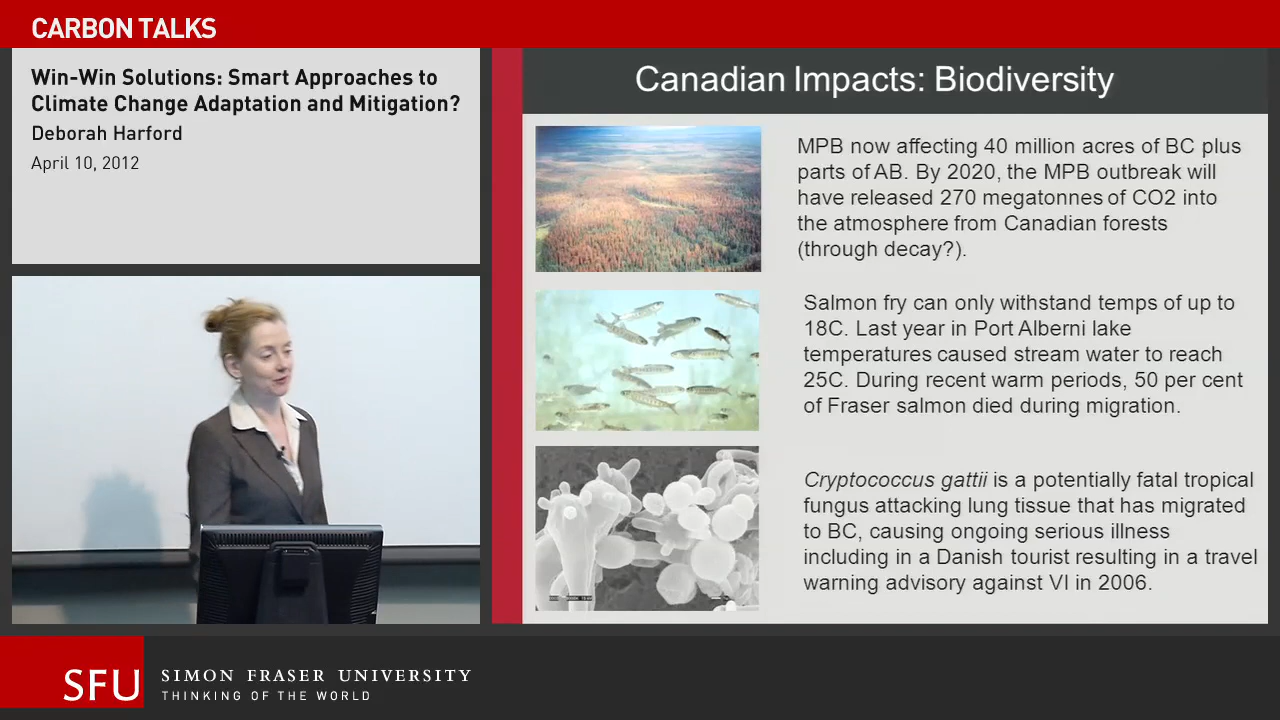 CARBON TALKS
Win-Win Solutions: Smart Approaches to
Climate Change Adaptation and Mitigation?
Deborah Harford
April 10, 2012
Canadian Impacts: Biodiversity
MPB now affecting 40 million acres of BC plus
parts of AB. By 2020, the MPB outbreak will
have released 270 megatonnes of CO2 into
the atmosphere from Canadian forests
(through decay?).
Salmon fry can only withstand temps of up to
18C. Last year in Port Alberni lake
temperatures caused stream water to reach
25C. During recent warm periods, 50 per cent
of Fraser salmon died during migration.
Cryptococcus gattii is a potentially fatal tropical
fungus attacking lung tissue that has migrated
to BC, causing ongoing serious illness
including in a Danish tourist resulting in a travel
warning advisory against VI in 2006.
SFU
SIMON FRASER UNIVERSITY
THINKING OF THE WORLD